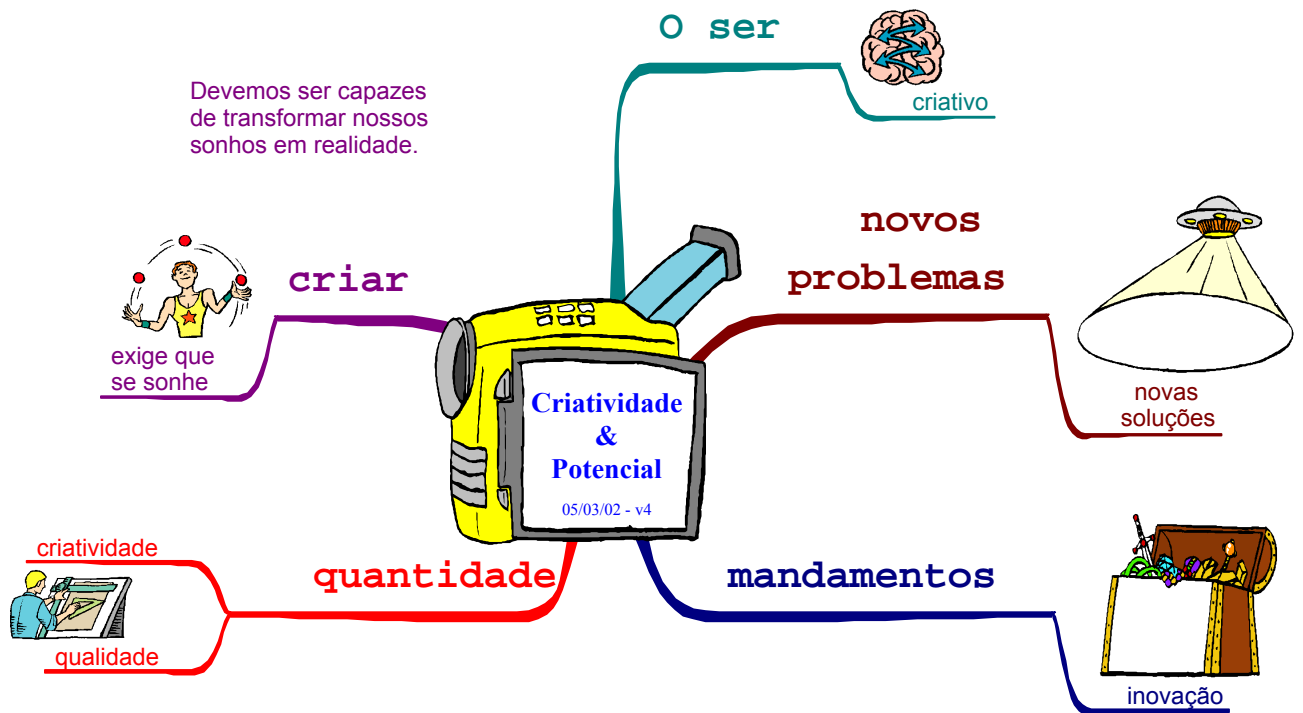 O ser
criativo
Devemos ser capazes
de transformar nossos
sonhos em realidade.
novos
problemas
novas
soluções
criar
exige que
se sonhe
Criatividade
&
Potencial
05/03/02 - v4
quantidade
criatividade
qualidade
mandamentos
inovação